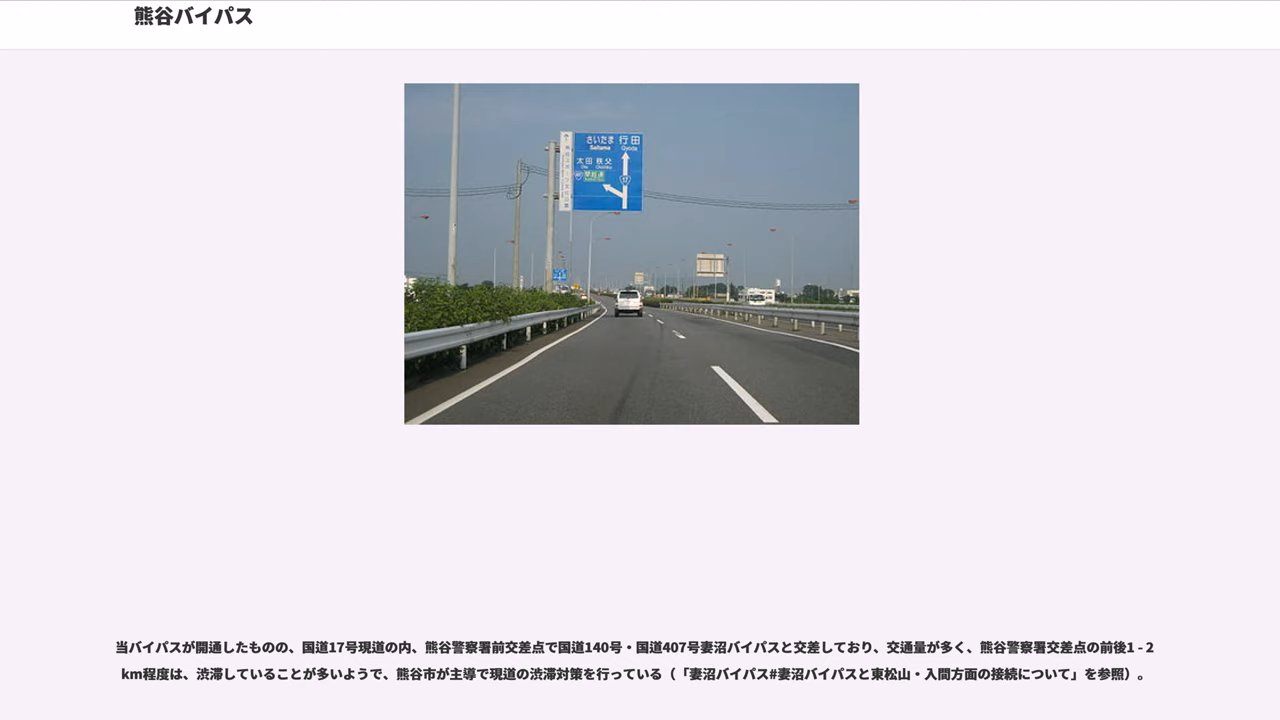 熊谷バイパス
さいたま 行田
Saitama Gyoda
太田 秩父
Ota Chichibu
17
当バイパスが開通したものの、国道17号現道の内、熊谷警察署前交差点で国道140号・国道407号妻沼バイパスと交差しており、交通量が多く、熊谷警察署交差点の前後1 - 2
km程度は、渋滞していることが多いようで、熊谷市が主導で現道の渋滞対策を行っている（「妻沼バイパス#妻沼バイパスと東松山・入間方面の接続について」を参照）。